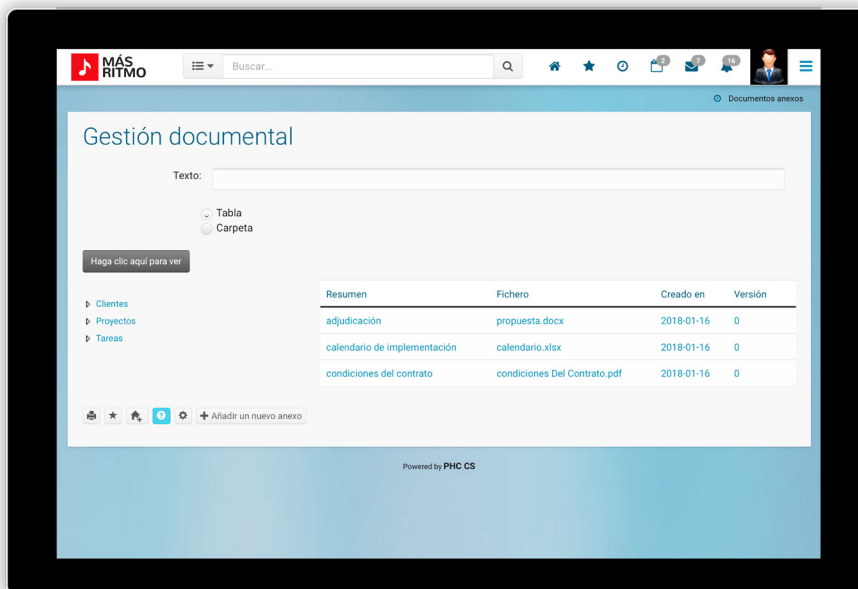 MÁS
RITMO
Buscar...
2
7
16
Documentos anexos
Gestión documental
Texto:
Tabla
Carpeta
Haga clic aquí para ver
Clientes
Proyectos
Tareas
Resumen Fichero Creado en Versión
adjudicación propuesta.docx 2018-01-16 0
calendario de implementación calendario.xlsx 2018-01-16 0
condiciones del contrato condiciones Del Contrato.pdf 2018-01-16 0
? + Añadir un nuevo anexo
Powered by PHC CS